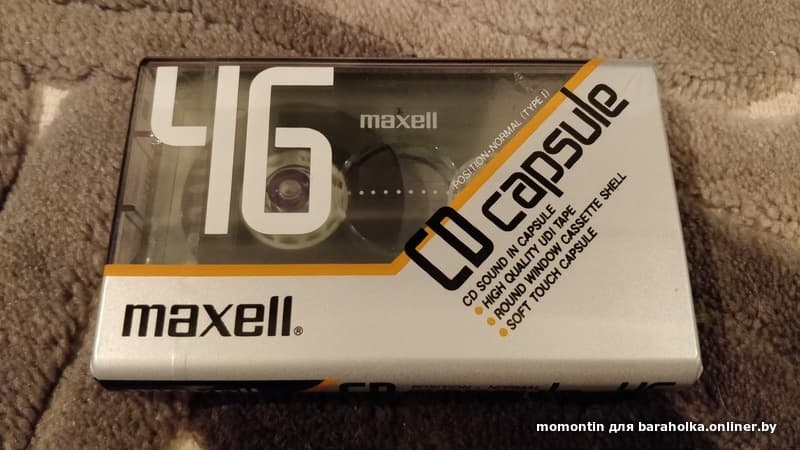 46
maxell
POSITION•NORMAL (TYPE I)
CD capsule
CD SOUND IN CAPSULE
HIGH QUALITY UDI TAPE
ROUND WINDOW CASSETTE SHELL
SOFT TOUCH CAPSULE
maxell®
momontin для baraholka.onliner.by